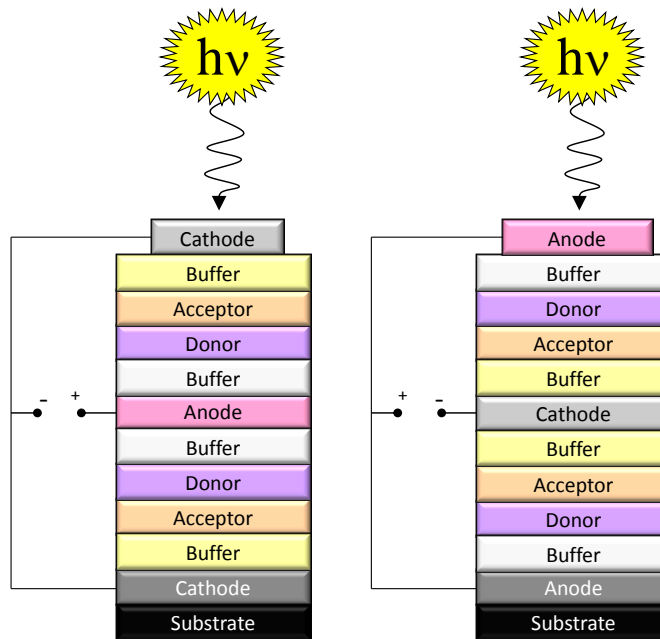 hν
Cathode
Buffer
Acceptor
Donor
Buffer
- +
Anode
Buffer
Donor
Acceptor
Buffer
Cathode
Substrate
hν
Anode
Buffer
Donor
Acceptor
Buffer
+ -
Cathode
Buffer
Acceptor
Donor
Buffer
Anode
Substrate